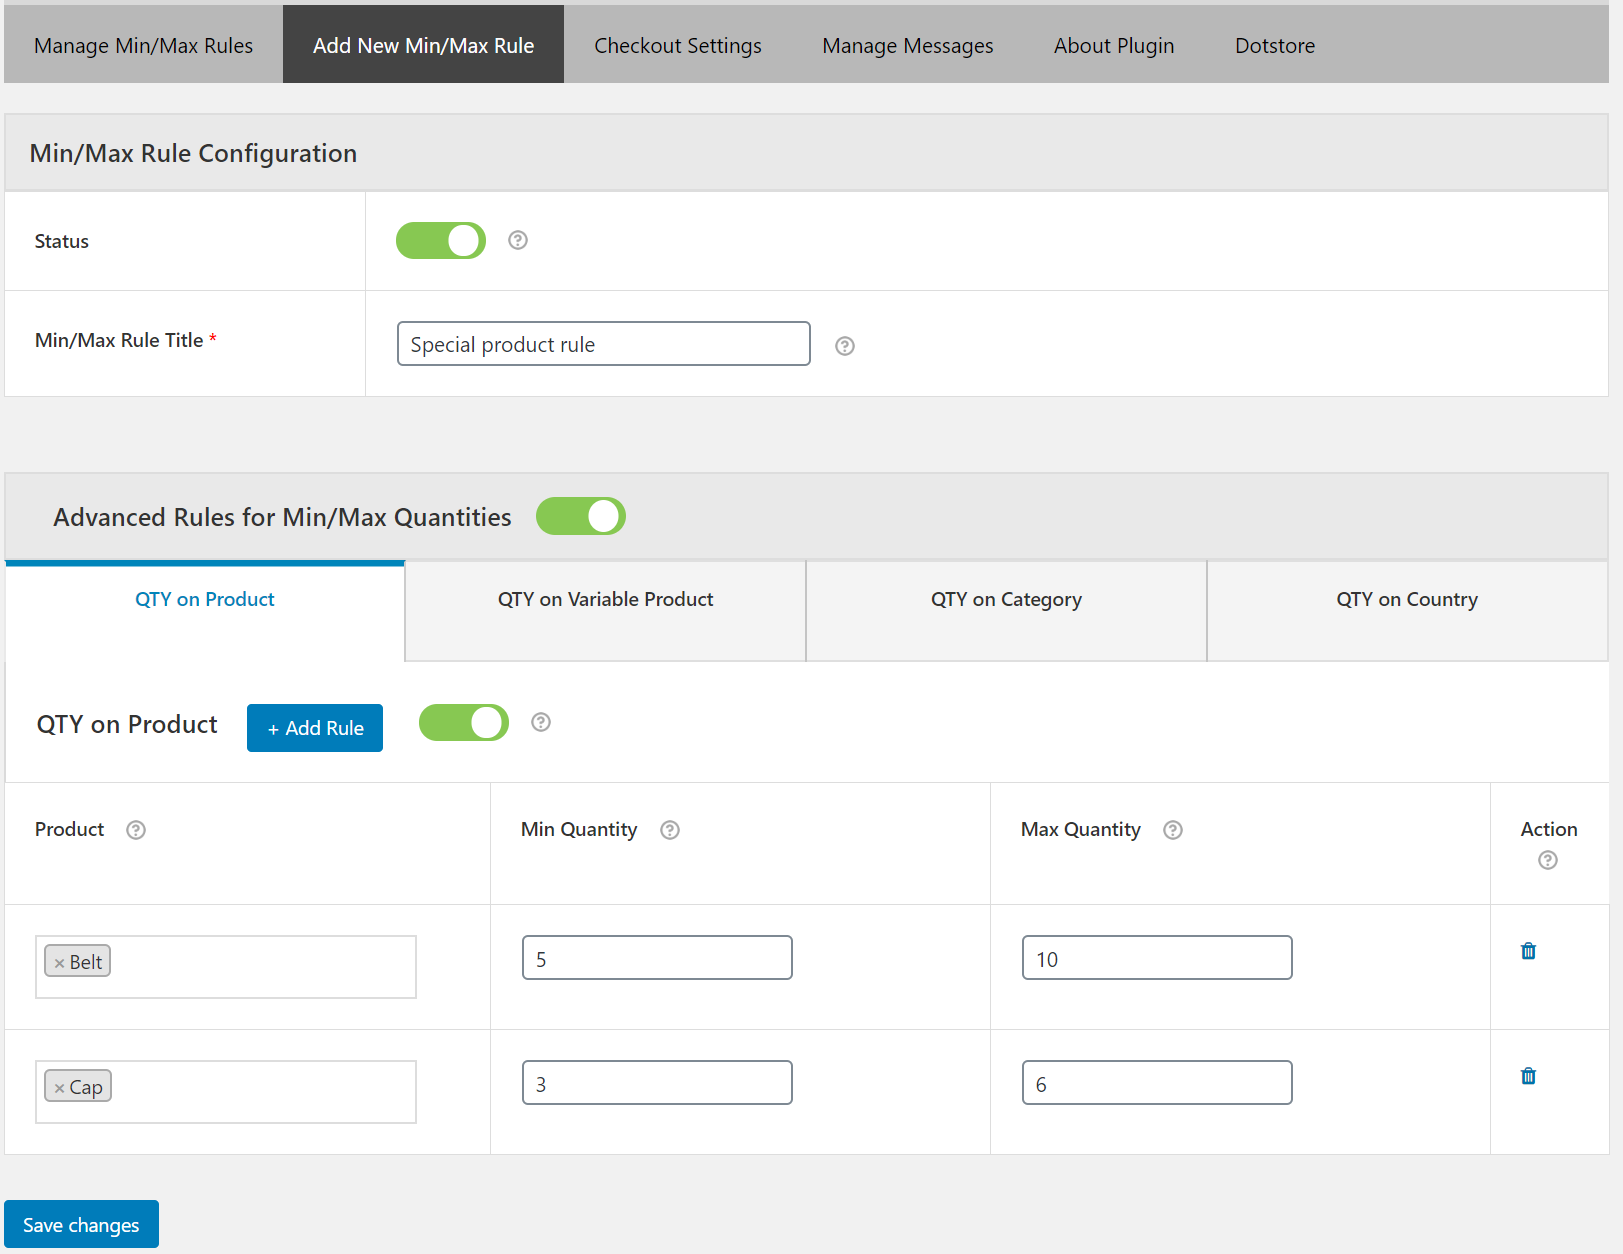 Manage Min/Max Rules Add New Min/Max Rule Checkout Settings Manage Messages About Plugin Dotstore
Min/Max Rule Configuration
Status
Min/Max Rule Title * Special product rule
Advanced Rules for Min/Max Quantities
QTY on Product QTY on Variable Product QTY on Category QTY on Country
QTY on Product + Add Rule
Product Min Quantity Max Quantity Action
× Belt 5 10
× Cap 3 6
Save changes